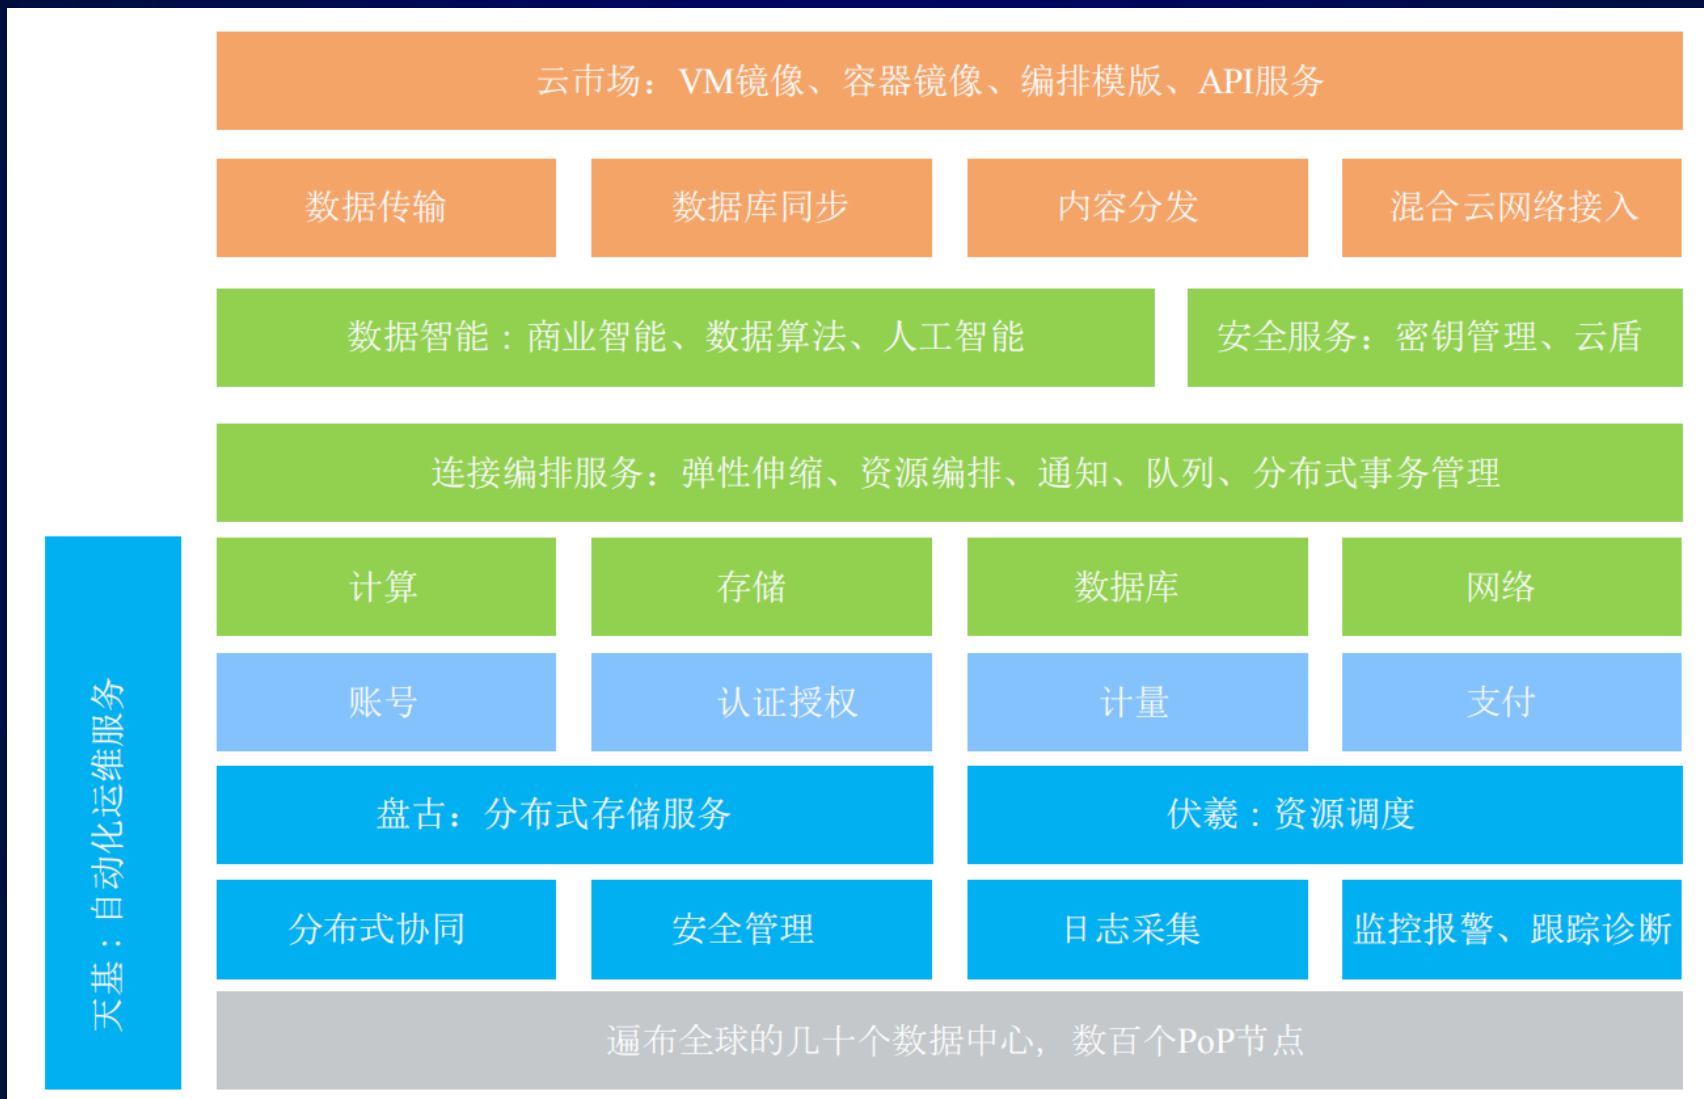 云市场：VM镜像、容器镜像、编排模版、API服务
数据传输
数据库同步
内容分发
混合云网络接入
数据智能：商业智能、数据算法、人工智能
安全服务：密钥管理、云盾
连接编排服务：弹性伸缩、资源编排、通知、队列、分布式事务管理
计算
存储
数据库
网络
账号
认证授权
计量
支付
盘古：分布式存储服务
伏羲：资源调度
分布式协同
安全管理
日志采集
监控报警、跟踪诊断
遍布全球的几十个数据中心，数百个PoP节点
天基：自动化运维服务